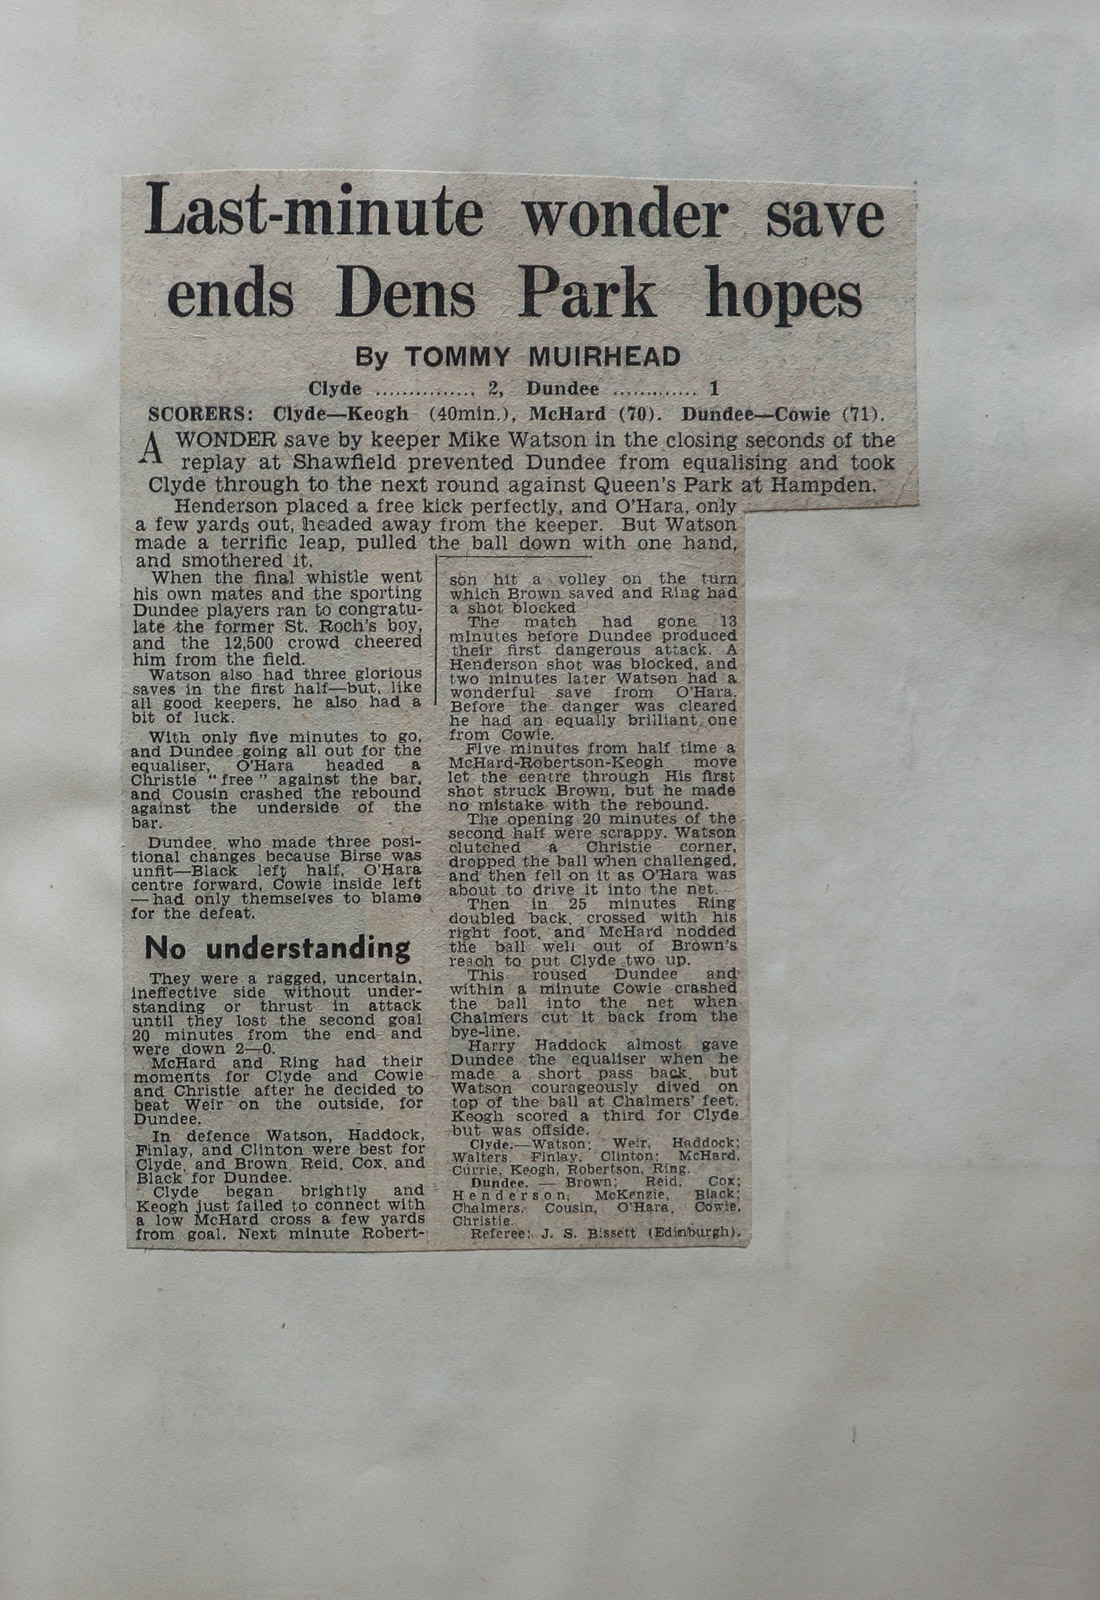 Last-minute wonder save
ends Dens Park hopes
By TOMMY MUIRHEAD
Clyde ............... 2, Dundee ............. 1
SCORERS: Clyde—Keogh (40min.), McHard (70). Dundee—Cowie (71).
A WONDER save by keeper Mike Watson in the closing seconds of the
replay at Shawfield prevented Dundee from equalising and took
Clyde through to the next round against Queen's Park at Hampden.
Henderson placed a free kick perfectly, and O'Hara, only
a few yards out, headed away from the keeper. But Watson
made a terrific leap, pulled the ball down with one hand,
and smothered it.
When the final whistle went
his own mates and the sporting
Dundee players ran to congratu-
late the former St. Roch's boy,
and the 12,500 crowd cheered
him from the field.
Watson also had three glorious
saves in the first half—but, like
all good keepers, he also had a
bit of luck.
With only five minutes to go,
and Dundee going all out for the
equaliser, O'Hara headed a
Christie "free" against the bar,
and Cousin crashed the rebound
against the underside of the
bar.
Dundee, who made three posi-
tional changes because Birse was
unfit—Black left half, O'Hara
centre forward, Cowie inside left
—had only themselves to blame
for the defeat.
No understanding
They were a ragged, uncertain,
ineffective side without under-
standing or thrust in attack
until they lost the second goal
20 minutes from the end and
were down 2—0.
McHard and Ring had their
moments for Clyde and Cowie
and Christie after he decided to
beat Weir on the outside, for
Dundee.
In defence Watson, Haddock,
Finlay, and Clinton were best for
Clyde, and Brown, Reid, Cox, and
Black for Dundee.
Clyde began brightly and
Keogh just failed to connect with
a low McHard cross a few yards
from goal. Next minute Robert-
son hit a volley on the turn
which Brown saved and Ring had
a shot blocked
The match had gone 13
minutes before Dundee produced
their first dangerous attack. A
Henderson shot was blocked, and
two minutes later Watson had a
wonderful save from O'Hara.
Before the danger was cleared
he had an equally brilliant one
from Cowie.
Five minutes from half time a
McHard-Robertson-Keogh move
let the centre through His first
shot struck Brown, but he made
no mistake with the rebound.
The opening 20 minutes of the
second half were scrappy. Watson
clutched a Christie corner,
dropped the ball when challenged,
and then fell on it as O'Hara was
about to drive it into the net.
Then in 25 minutes Ring
doubled back, crossed with his
right foot, and McHard nodded
the ball well out of Brown's
reach to put Clyde two up.
This roused Dundee and
within a minute Cowie crashed
the ball into the net when
Chalmers cut it back from the
bye-line.
Harry Haddock almost gave
Dundee the equaliser when he
made a short pass back, but
Watson courageously dived on
top of the ball at Chalmers' feet.
Keogh scored a third for Clyde
but was offside.
Clyde.—Watson; Weir, Haddock;
Walters, Finlay, Clinton; McHard,
Currie, Keogh, Robertson, Ring.
Dundee. — Brown; Reid, Cox;
Henderson, McKenzie, Black;
Chalmers, Cousin, O'Hara, Cowie,
Christie.
Referee: J. S. Bissett (Edinburgh).